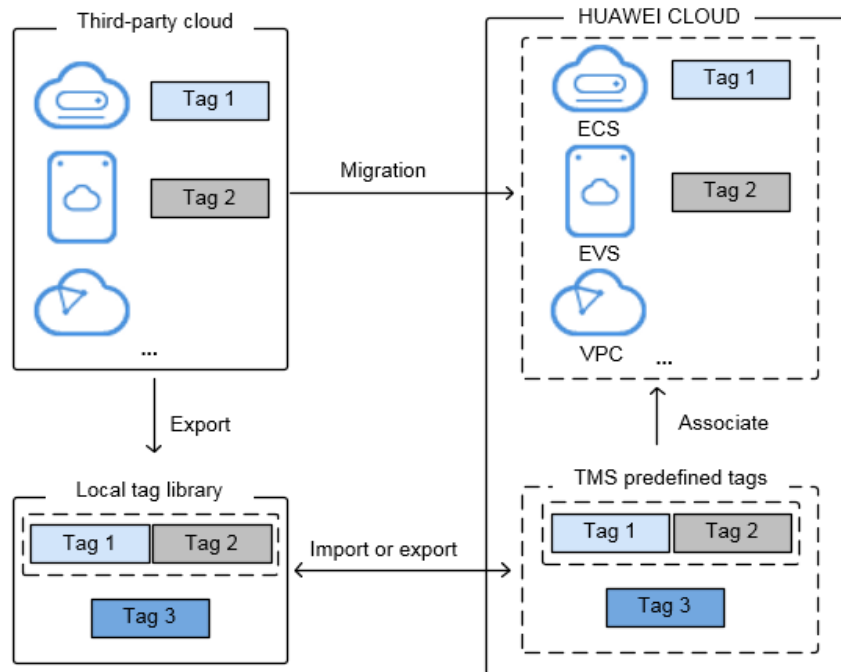 Third-party cloud
HUAWEI CLOUD
Tag 1
Tag 1
ECS
Tag 2
Migration
Tag 2
EVS
...
VPC
...
Export
Associate
Local tag library
TMS predefined tags
Tag 1
Tag 2
Import or export
Tag 1
Tag 2
Tag 3
Tag 3